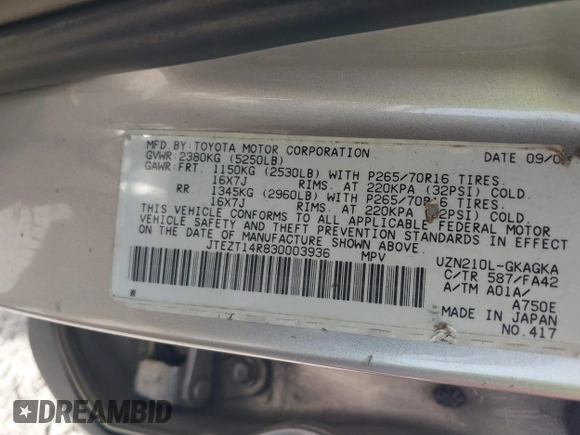 MFD.BY:TOYOTA MOTOR CORPORATION DATE 09/0
GVWR:2380KG (5250LB)
GAWR:FRT. 1150KG (2530LB) WITH P265/70R16 TIRES.
16X7J RIMS. AT 220KPA (32PSI) COLD.
RR 1345KG (2960LB) WITH P265/70R16 TIRES.
16X7J RIMS. AT 220KPA 2PSI) COLD.
THIS VEHICLE CONFORMS TO ALL APPLICABLE FEDERAL MOTOR
VEHICLE SAFETY AND THEFT PREVENTION STANDARDS IN EFFECT
ON THE DATE OF MANUFACTURE SHOWN ABOVE.
JTEZT14R830003936 MPV
UZN210L-GKAGKA
C/TR 587/FA42
A/TM A01A/
A750E
MADE IN JAPAN
NO.417
DREAMBID